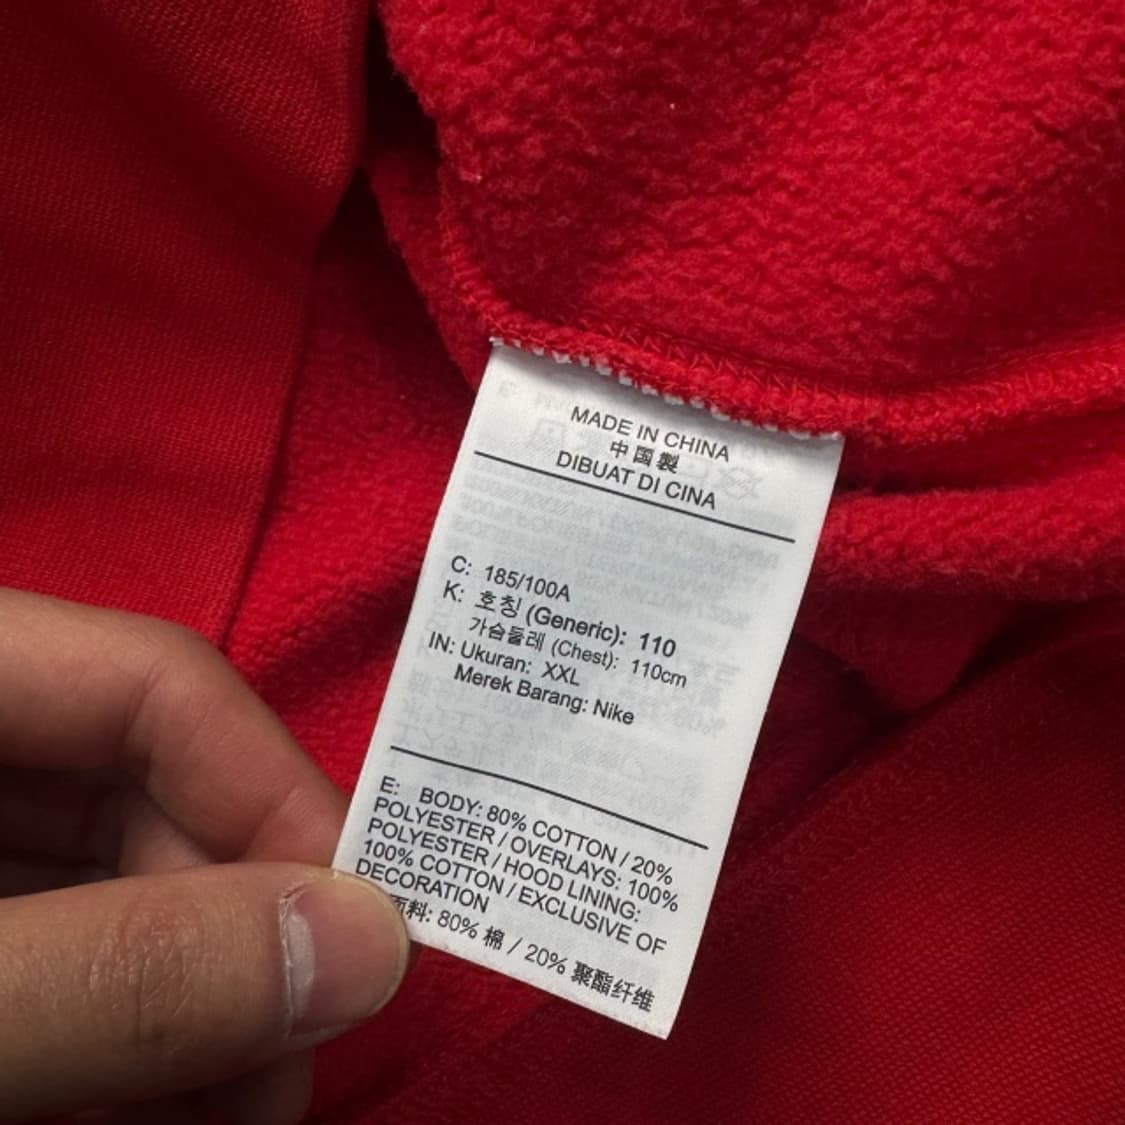 MADE IN CHINA
中国製
DIBUAT DI CINA
C: 185/100A
K: 호칭 (Generic): 110
가슴둘레 (Chest): 110cm
IN: Ukuran: XXL
Merek Barang: Nike
E: BODY: 80% COTTON / 20%
POLYESTER / OVERLAYS: 100%
POLYESTER / HOOD LINING:
100% COTTON / EXCLUSIVE OF
DECORATION
面料: 80% 棉 / 20% 聚酯纤维